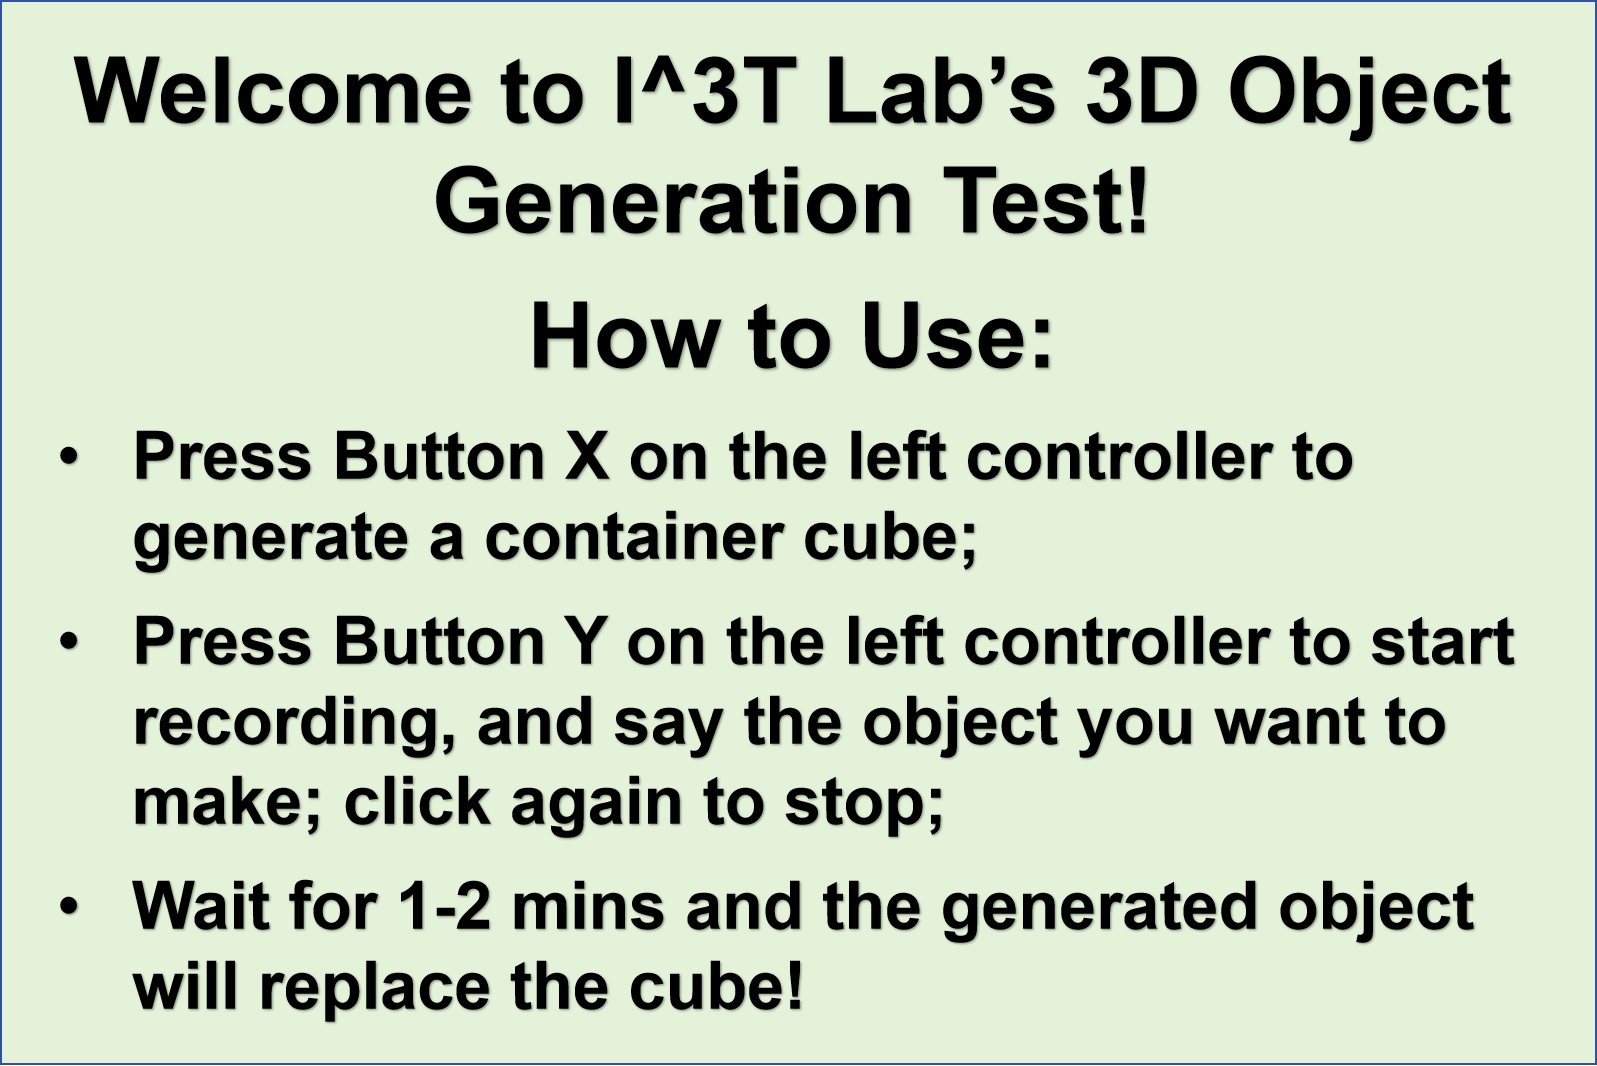 Welcome to I^3T Lab’s 3D Object
Generation Test!
How to Use:
• Press Button X on the left controller to
generate a container cube;
• Press Button Y on the left controller to start
recording, and say the object you want to
make; click again to stop;
• Wait for 1-2 mins and the generated object
will replace the cube!